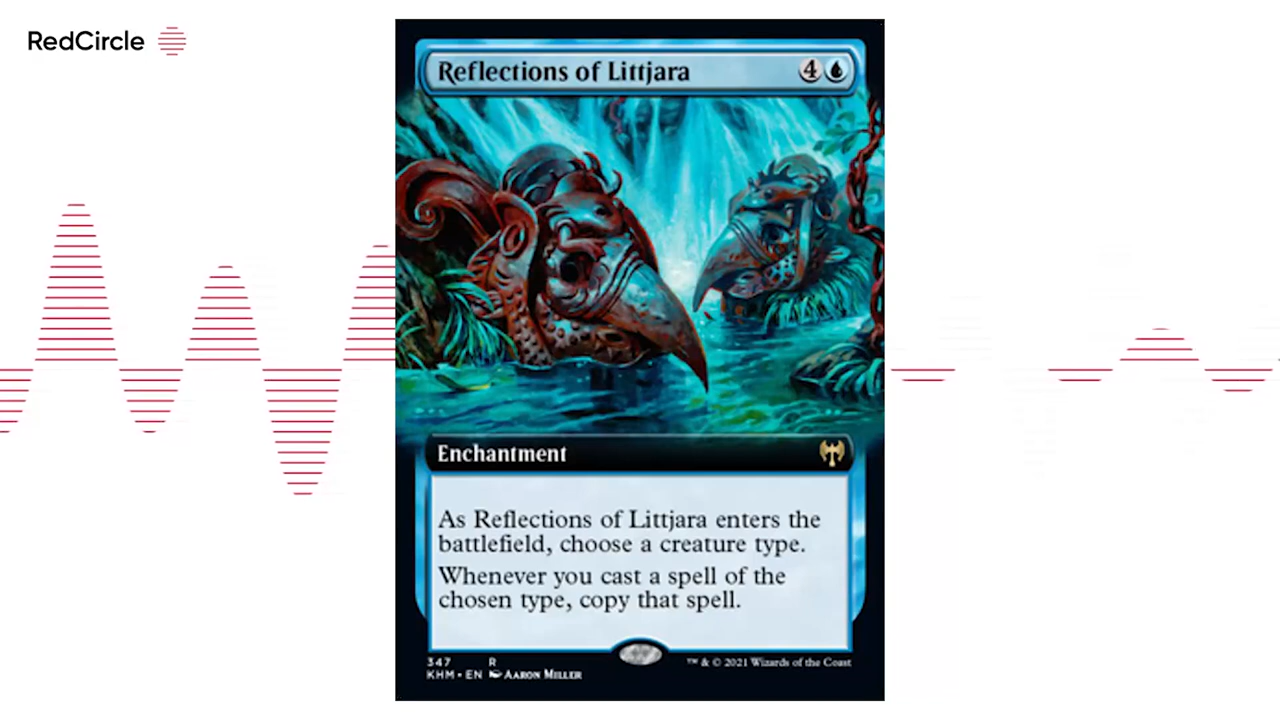 RedCircle
Reflections of Littjara 4
Enchantment
As Reflections of Littjara enters the
battlefield, choose a creature type.
Whenever you cast a spell of the
chosen type, copy that spell.
347 R
KHM • EN Aaron Miller
™ & © 2021 Wizards of the Coast